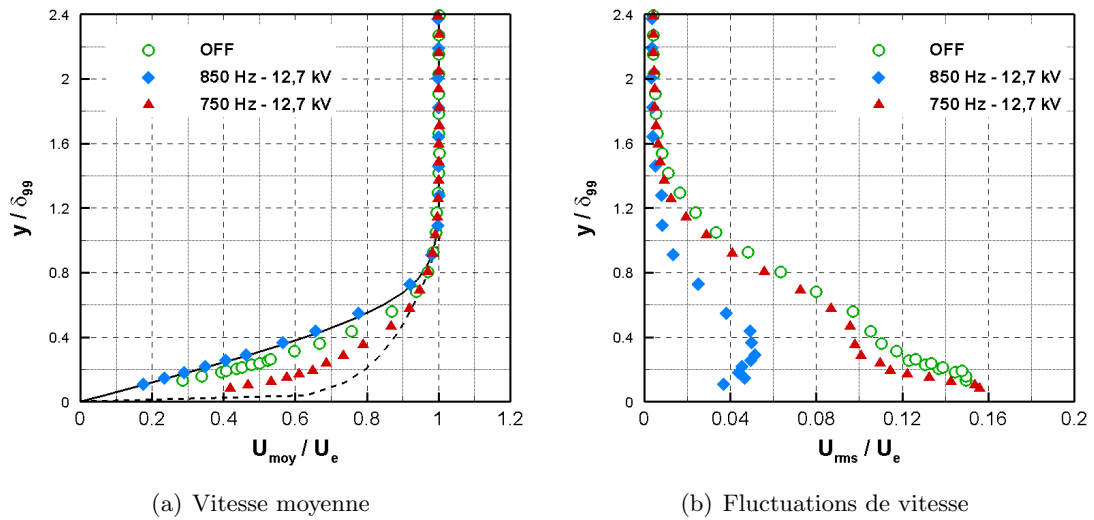 2.4
2
1.6
1.2
0.8
0.4
0
y / δ99
OFF
850 Hz - 12,7 kV
750 Hz - 12,7 kV
0 0.2 0.4 0.6 0.8 1 1.2
Umoy / Ue
(a) Vitesse moyenne
2.4
2
1.6
1.2
0.8
0.4
0
y / δ99
OFF
850 Hz - 12,7 kV
750 Hz - 12,7 kV
0 0.04 0.08 0.12 0.16 0.2
Urms / Ue
(b) Fluctuations de vitesse